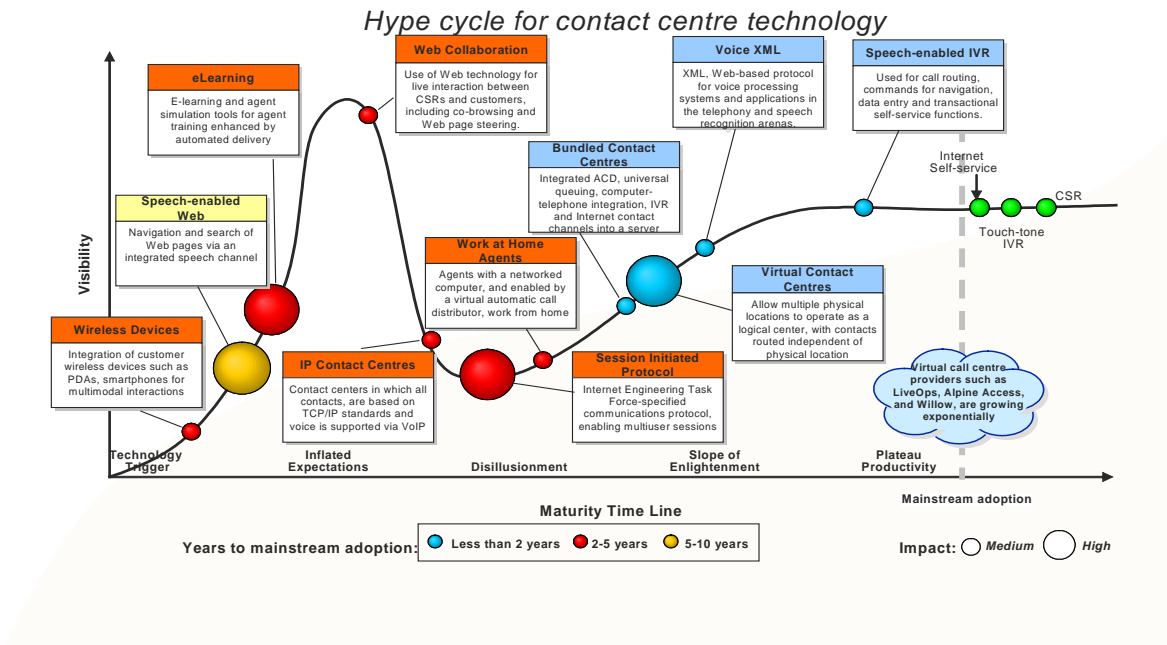 Hype cycle for contact centre technology
Web Collaboration
Use of Web technology for
live interaction between
CSRs and customers,
including co-browsing and
Web page steering.
Voice XML
XML, Web-based protocol
for voice processing
systems and applications in
the telephony and speech
recognition arenas.
Speech-enabled IVR
Used for call routing,
commands for navigation,
data entry and transactional
self-service functions.
eLearning
E-learning and agent
simulation tools for agent
training enhanced by
automated delivery
Bundled Contact
Centres
Integrated ACD, universal
queuing, computer-
telephone integration, IVR
and Internet contact
channels into a server
Internet
Self-service
CSR
Touch-tone
IVR
Speech-enabled
Web
Navigation and search of
Web pages via an
integrated speech channel
Visibility
Work at Home
Agents
Agents with a networked
computer, and enabled by
a virtual automatic call
distributor, work from home
Virtual Contact
Centres
Allow multiple physical
locations to operate as a
logical center, with contacts
routed independent of
physical location
Wireless Devices
Integration of customer
wireless devices such as
PDAs, smartphones for
multimodal interactions
IP Contact Centres
Contact centers in which all
contacts, are based on
TCP/IP standards and
voice is supported via VoIP
Session Initiated
Protocol
Internet Engineering Task
Force-specified
communications protocol,
enabling multiuser sessions
Virtual call centre
providers such as
LiveOps, Alpine Access,
and Willow, are growing
exponentially
Technology
Trigger
Inflated
Expectations
Disillusionment
Slope of
Enlightenment
Plateau
Productivity
Mainstream adoption
Maturity Time Line
Years to mainstream adoption:
Less than 2 years
2-5 years
5-10 years
Impact:
Medium
High